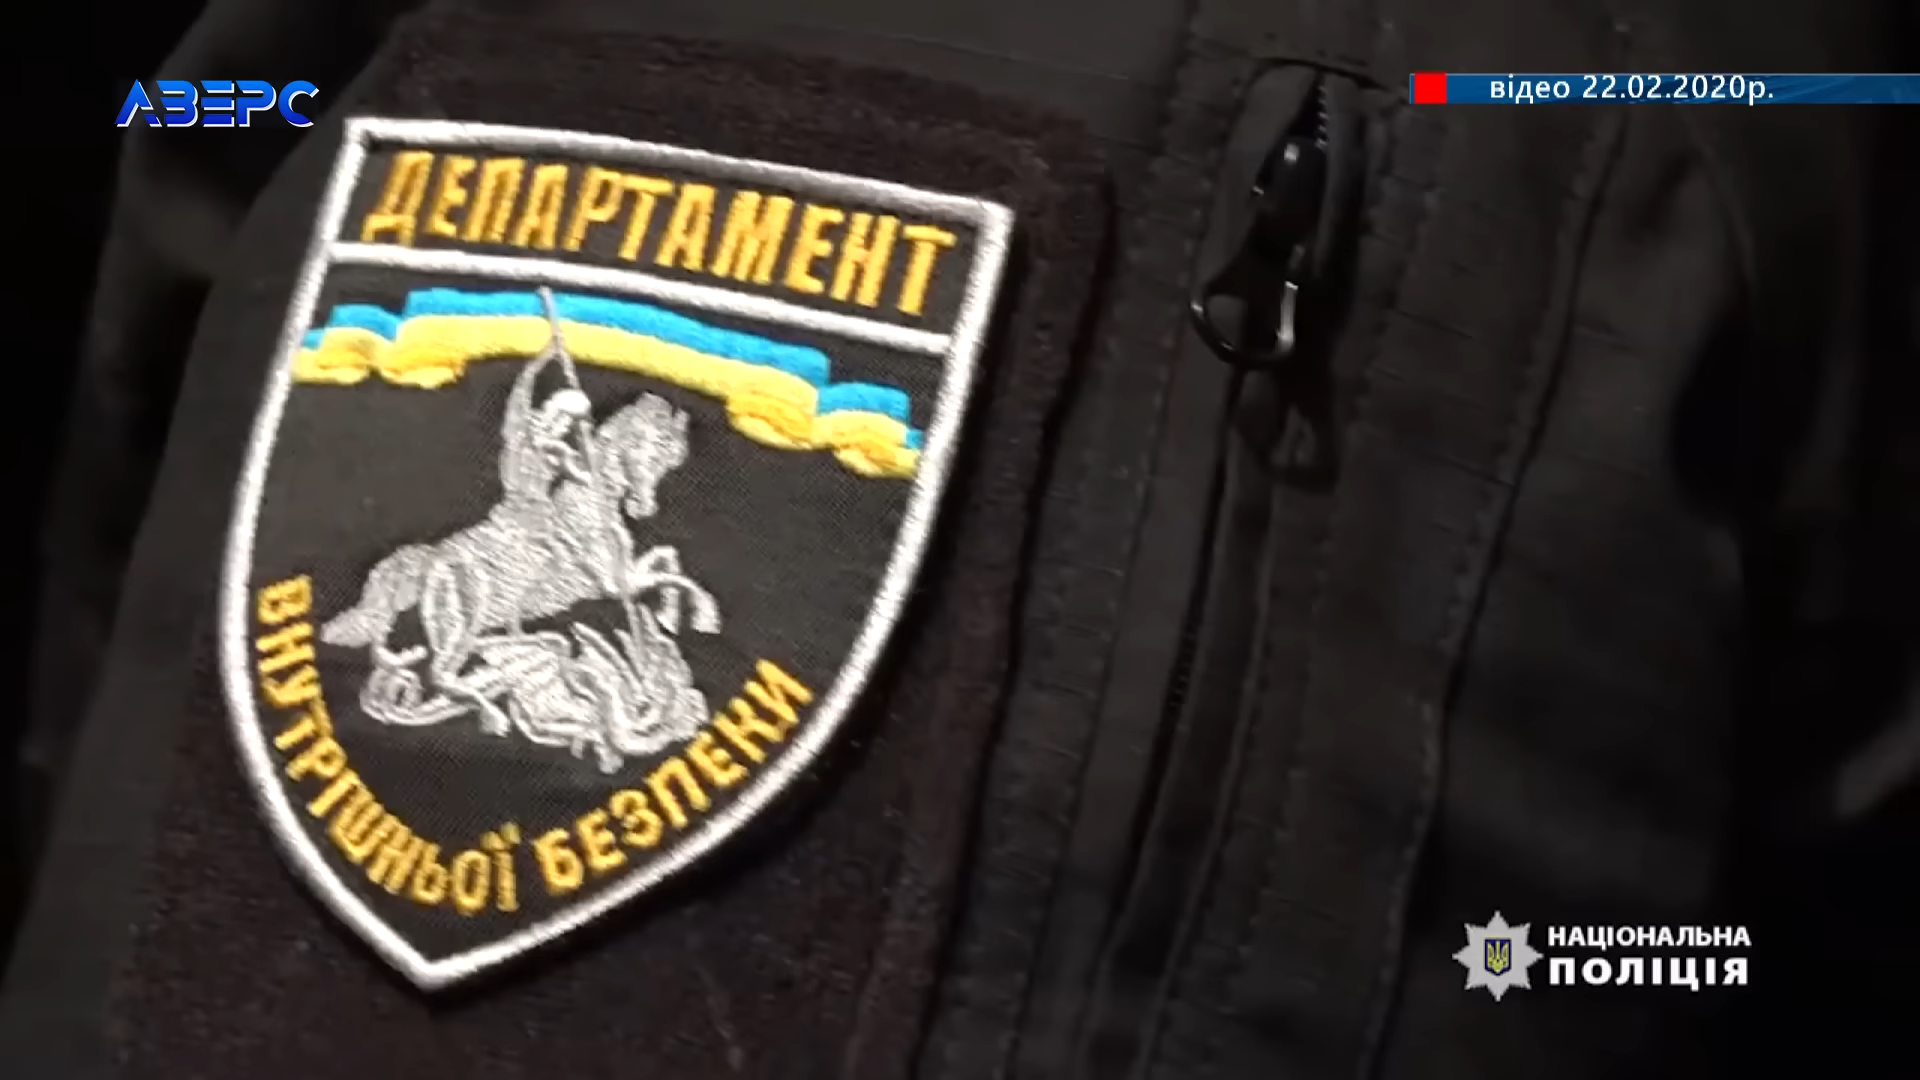 АВЕРС
відео 22.02.2020р.
ДЕПАРТАМЕНТ
ВНУТРІШНЬОЇ БЕЗПЕКИ
НАЦІОНАЛЬНА
ПОЛІЦІЯ